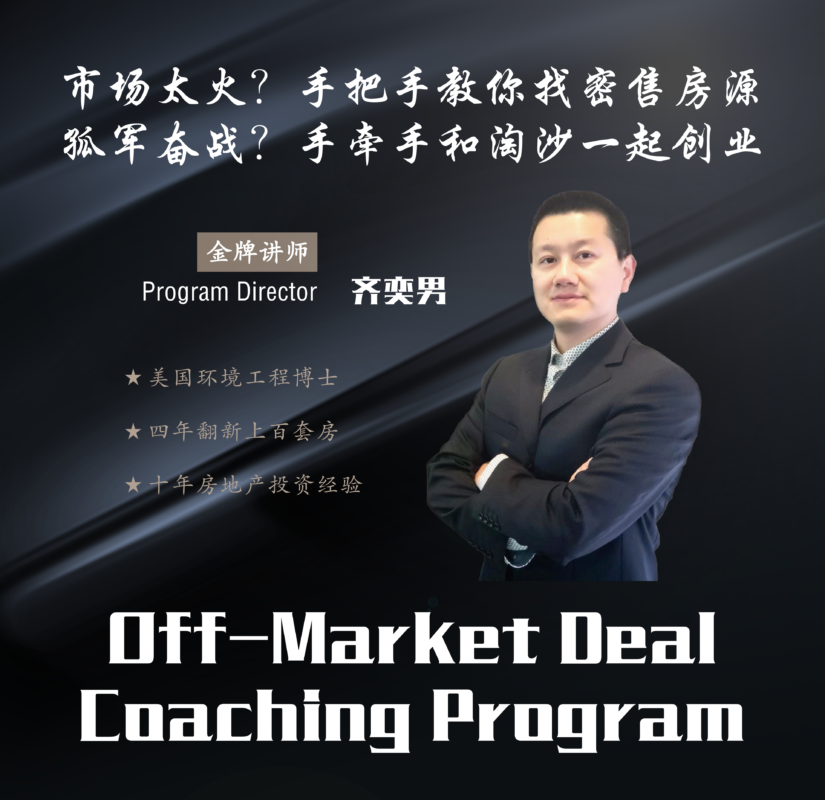 市场太火？手把手教你找密售房源
孤军奋战？手牵手和淘沙一起创业
金牌讲师
Program Director 齐奕男
★美国环境工程博士
★四年翻新上百套房
★十年房地产投资经验
Off-Market Deal
Coaching Program